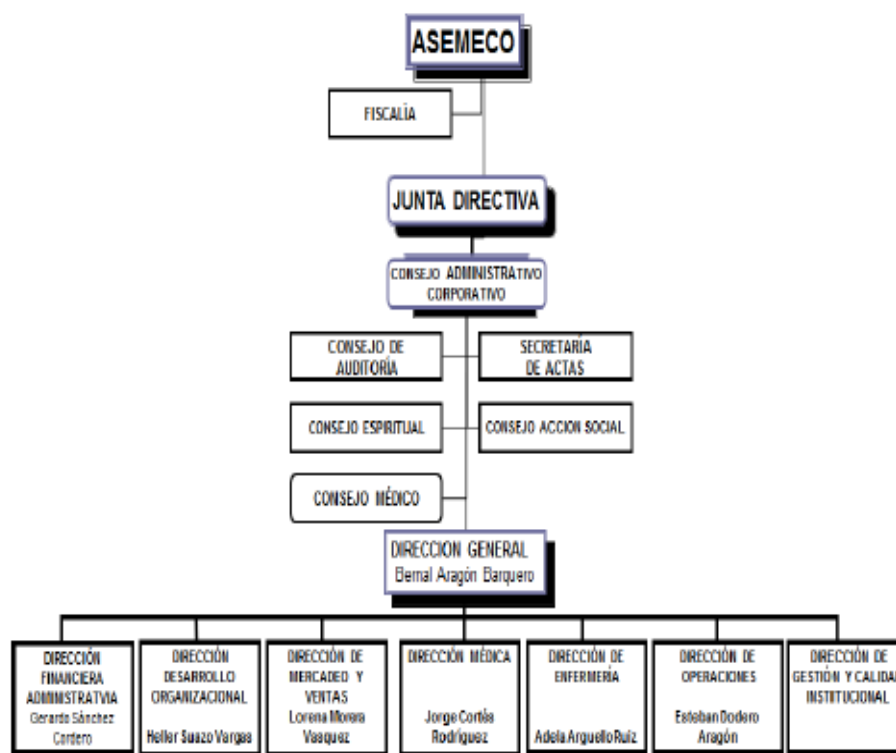 ASEMECO
FISCALÍA
JUNTA DIRECTIVA
CONSEJO ADMINISTRATIVO
CORPORATIVO
CONSEJO DE
AUDITORÍA
SECRETARÍA
DE ACTAS
CONSEJO ESPIRITUAL
CONSEJO ACCION SOCIAL
CONSEJO MÉDICO
DIRECCION GENERAL
Bernal Aragón Barquero
DIRECCIÓN
FINANCIERA
ADMINISTRATVIA
Gerardo Sánchez
Cordero
DIRECCIÓN
DESARROLLO
ORGANIZACIONAL
Heller Suazo Vargas
DIRECCIÓN DE
MERCADEO Y
VENTAS
Lorena Morera
Vasquez
DIRECCIÓN MÉDICA
Jorge Cortés
Rodríguez
DIRECCIÓN DE
ENFERMERÍA
Adela Arguello Ruiz
DIRECCIÓN DE
OPERACIONES
Esteban Dodero
Aragón
DIRECCIÓN DE
GESTIÓN Y CALIDAD
INSTITUCIONAL